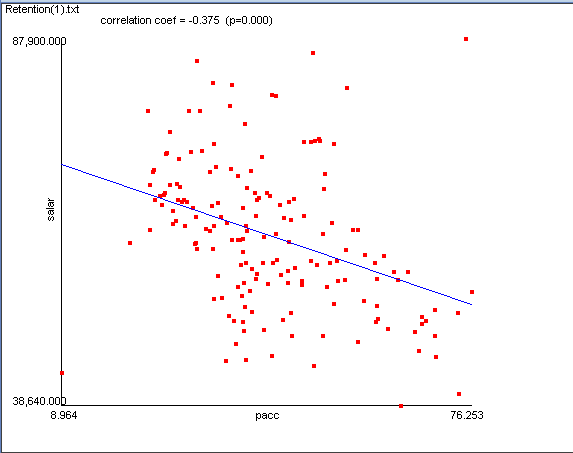 Retention(1).txt
correlation coef = -0.375 (p=0.000)
87,900.000
salar
38,640.000
8.964 pacc 76.253